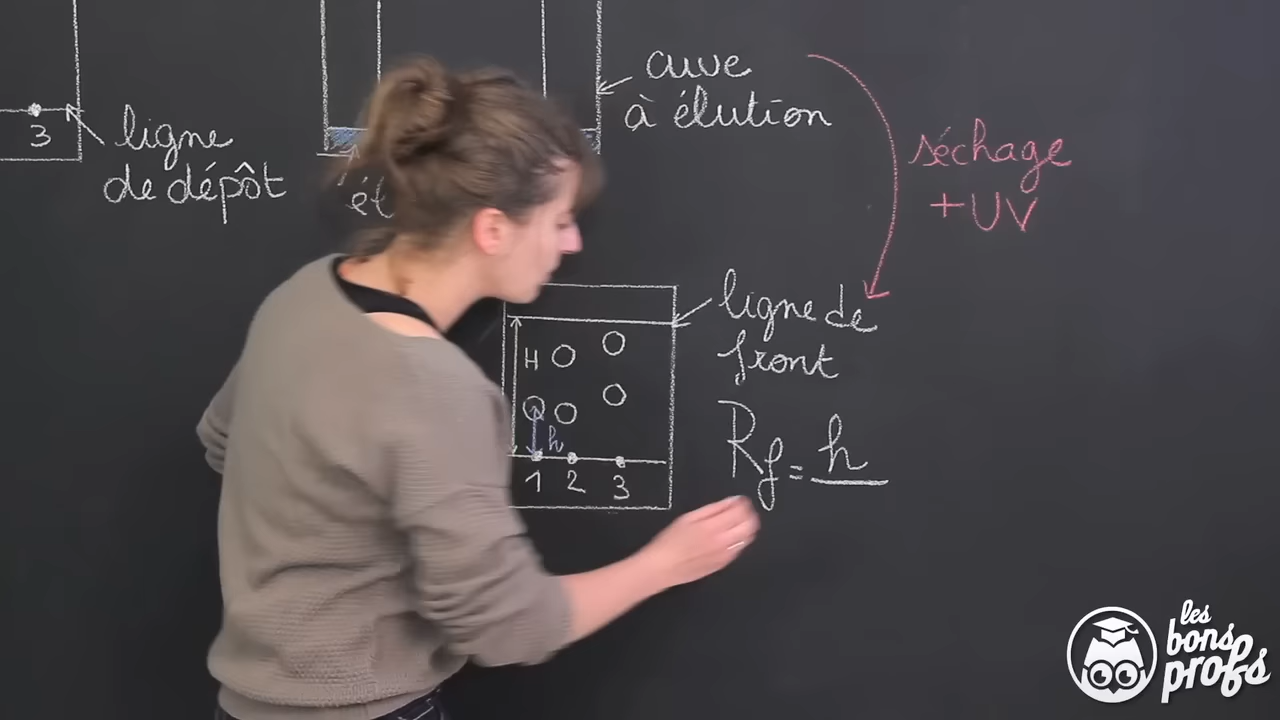 3
ligne
de dépôt
cuve
à élution
séchage
+UV
ligne de
front
H
h
1 2 3
Rf = h
les
bons
profs